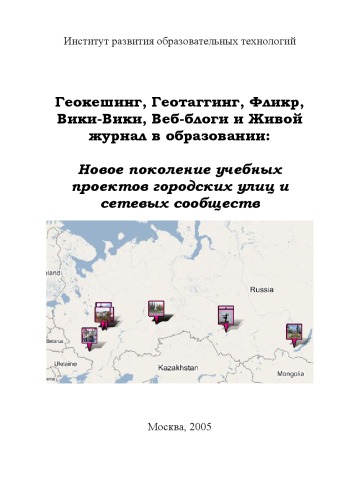 Институт развития образовательных технологий
Геокешинг, Геотаггинг, Фликр,
Вики-Вики, Веб-блоги и Живой
журнал в образовании:
Новое поколение учебных
проектов городских улиц и
сетевых сообществ
nland
Russia
Belarus
Ukraine
Kazakhstan
Mongolia
Москва, 2005